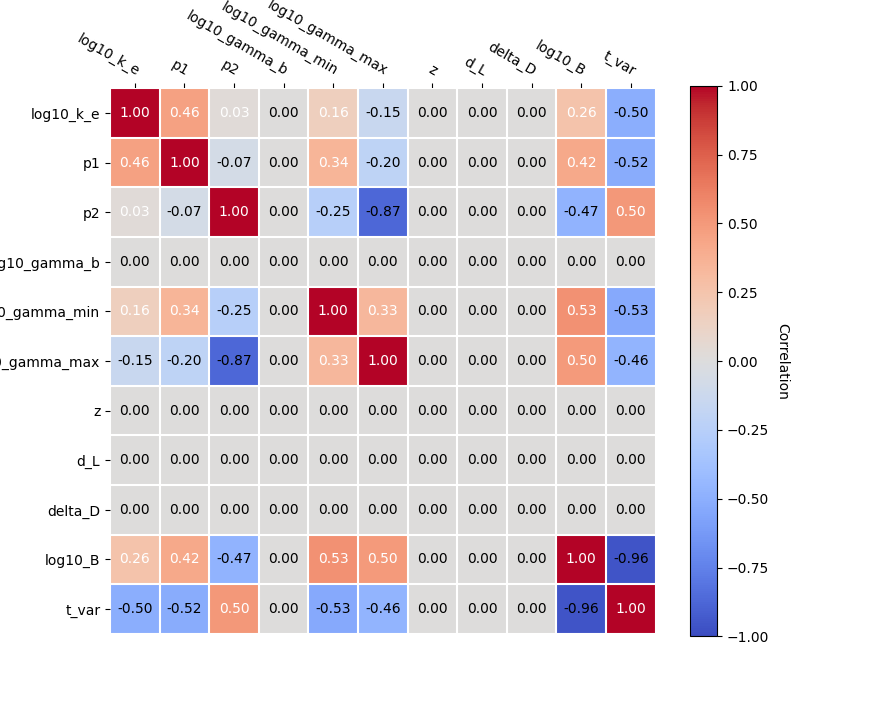 log10_k_e p1 p2 log10_gamma_b log10_gamma_min log10_gamma_max z d_L delta_D log10_B t_var
log10_k_e 1.00 0.46 0.03 0.00 0.16 -0.15 0.00 0.00 0.00 0.26 -0.50
p1 0.46 1.00 -0.07 0.00 0.34 -0.20 0.00 0.00 0.00 0.42 -0.52
p2 0.03 -0.07 1.00 0.00 -0.25 -0.87 0.00 0.00 0.00 -0.47 0.50
g10_gamma_b 0.00 0.00 0.00 0.00 0.00 0.00 0.00 0.00 0.00 0.00 0.00
0_gamma_min 0.16 0.34 -0.25 0.00 1.00 0.33 0.00 0.00 0.00 0.53 -0.53
0_gamma_max -0.15 -0.20 -0.87 0.00 0.33 1.00 0.00 0.00 0.00 0.50 -0.46
z 0.00 0.00 0.00 0.00 0.00 0.00 0.00 0.00 0.00 0.00 0.00
d_L 0.00 0.00 0.00 0.00 0.00 0.00 0.00 0.00 0.00 0.00 0.00
delta_D 0.00 0.00 0.00 0.00 0.00 0.00 0.00 0.00 0.00 0.00 0.00
log10_B 0.26 0.42 -0.47 0.00 0.53 0.50 0.00 0.00 0.00 1.00 -0.96
t_var -0.50 -0.52 0.50 0.00 -0.53 -0.46 0.00 0.00 0.00 -0.96 1.00
1.00
0.75
0.50
0.25
0.00
−0.25
−0.50
−0.75
−1.00
Correlation